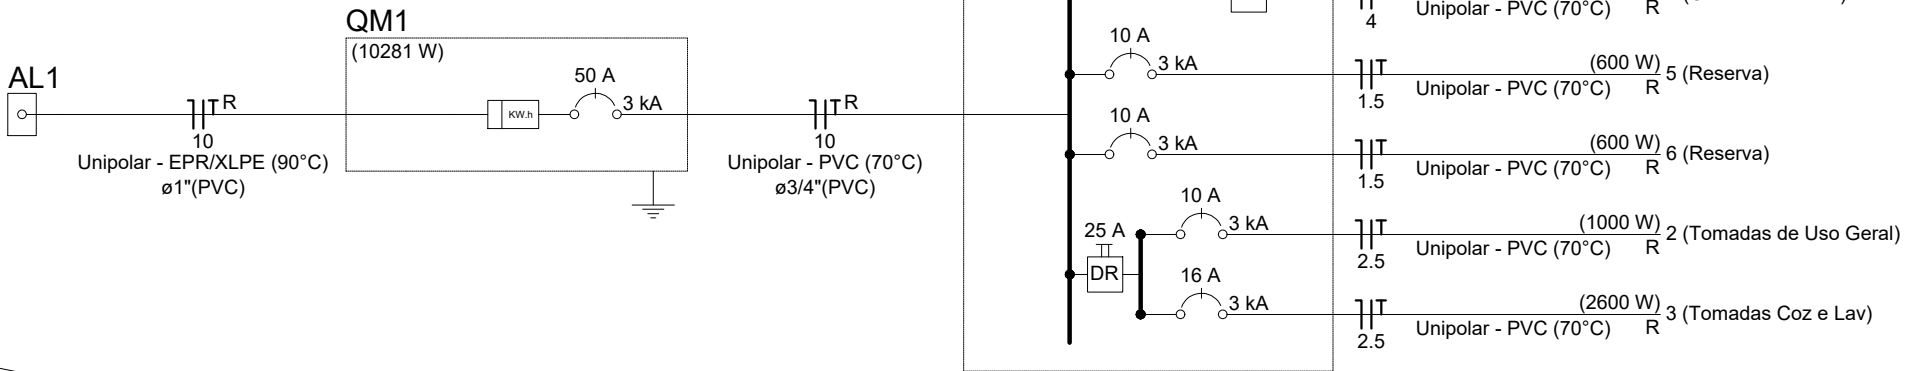 QM1
(10281 W)
AL1
50 A
3 kA
KW.h
R
10
Unipolar - EPR/XLPE (90°C)
ø1"(PVC)
R
10
Unipolar - PVC (70°C)
ø3/4"(PVC)
4
Unipolar - PVC (70°C) R
10 A
3 kA
1.5
(600 W)
Unipolar - PVC (70°C) R
5 (Reserva)
10 A
3 kA
1.5
(600 W)
Unipolar - PVC (70°C) R
6 (Reserva)
25 A
DR
10 A
3 kA
2.5
(1000 W)
Unipolar - PVC (70°C) R
2 (Tomadas de Uso Geral)
16 A
3 kA
2.5
(2600 W)
Unipolar - PVC (70°C) R
3 (Tomadas Coz e Lav)